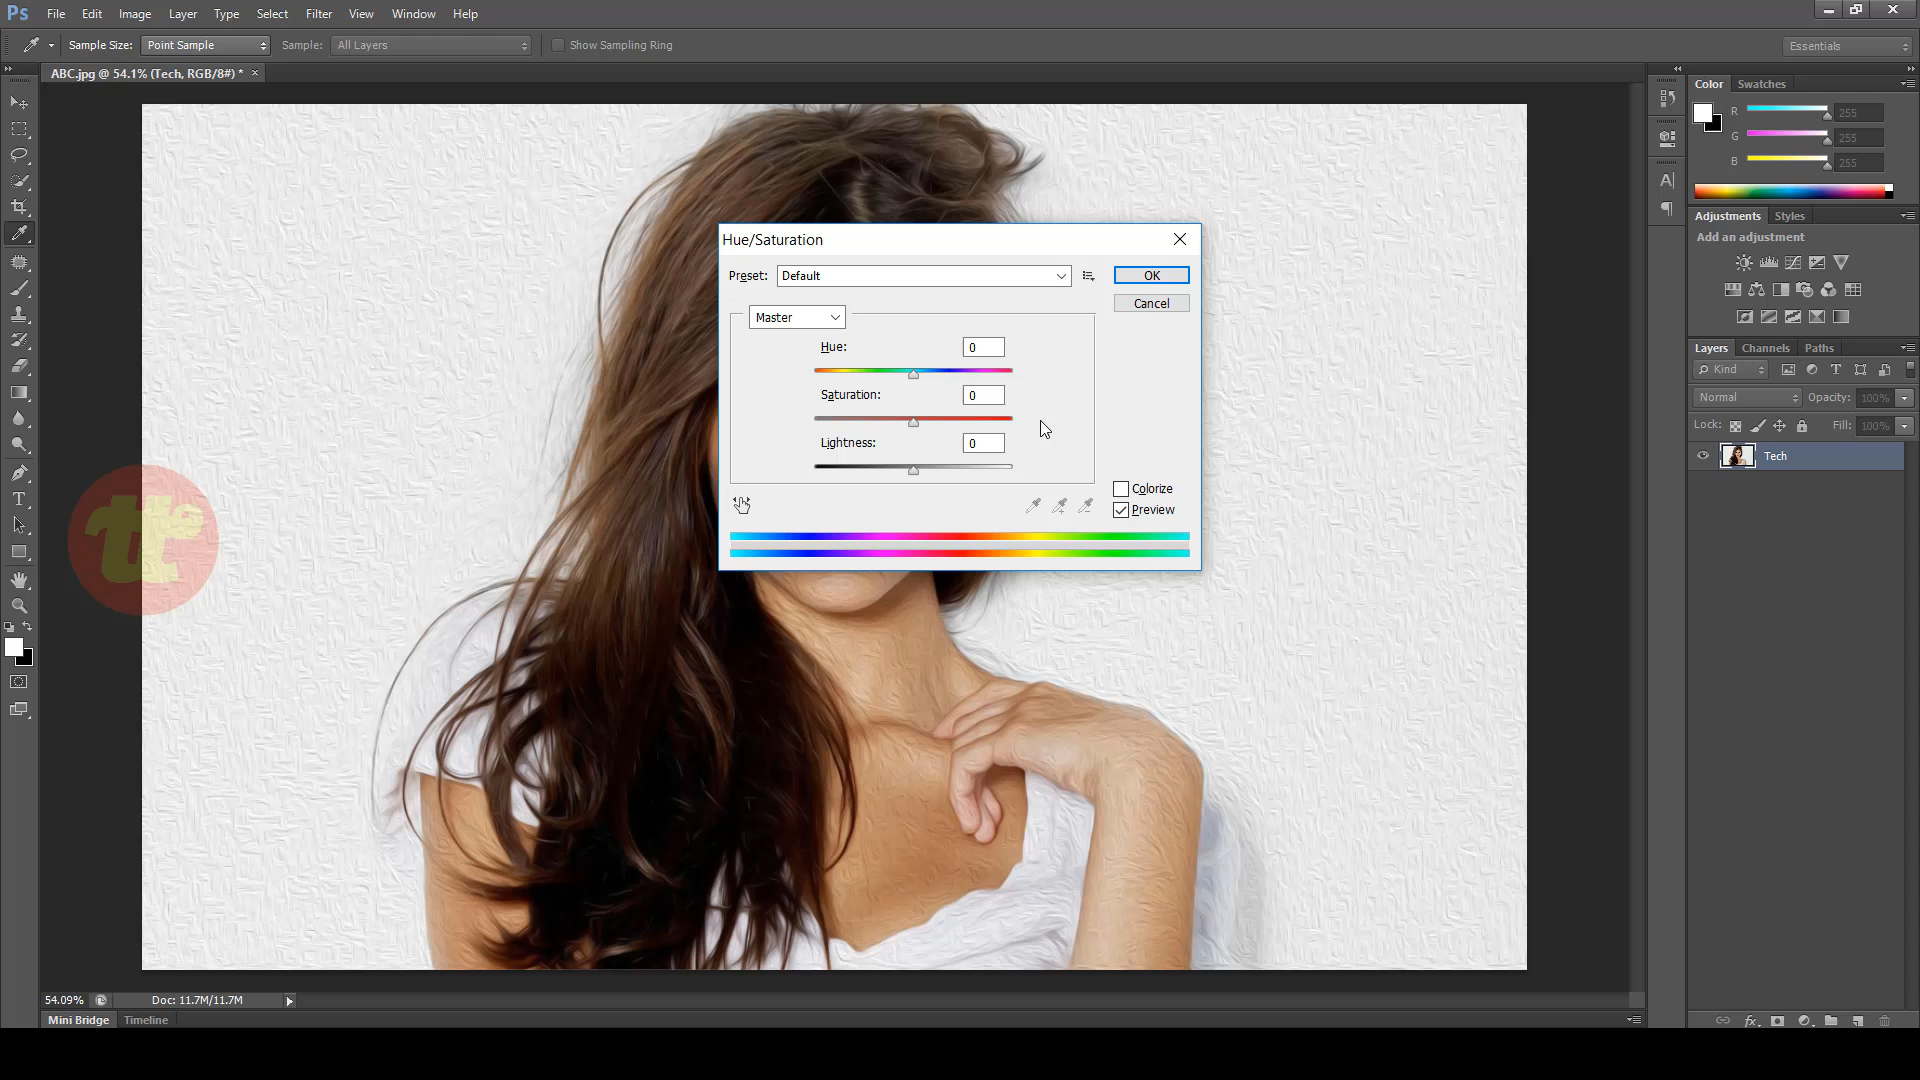 Ps File Edit Image Layer Type Select Filter View Window Help
Sample Size: Point Sample Sample: All Layers Show Sampling Ring Essentials
ABC.jpg @ 54.1% (Tech, RGB/8#) * ×
Color Swatches
R 255
G 255
B 255
Adjustments Styles
Add an adjustment
Hue/Saturation
Preset: Default OK
Cancel
Master
Hue: 0
Saturation: 0
Lightness: 0
Colorize
Preview
Layers Channels Paths
Kind
Normal Opacity: 100%
Lock: Fill: 100%
Tech
54.09% Doc: 11.7M/11.7M
Mini Bridge Timeline